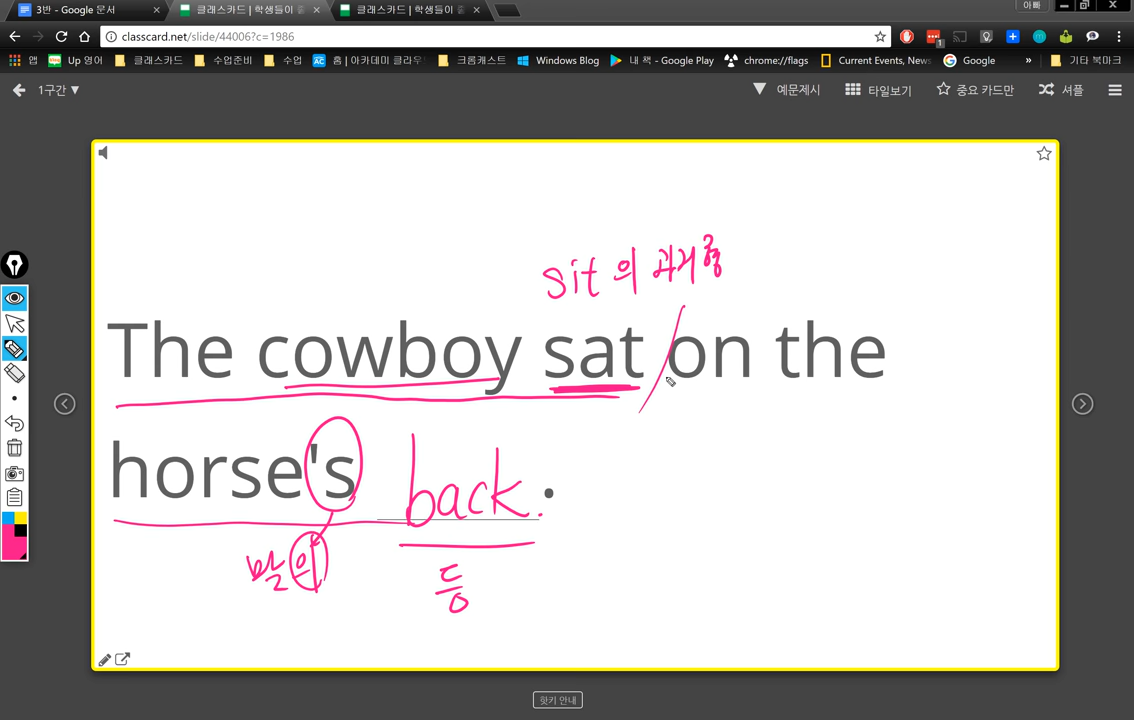 3반 - Google 문서
클래스카드 | 학생들이 클
클래스카드 | 학생들이 클
아빠
classcard.net/slide/44006?c=1986
앱
Up 영어
클래스카드
수업준비
수업
홈 | 아카데미 클라우
크롬캐스트
Windows Blog
내 책 - Google Play
chrome://flags
Current Events, News
Google
»
기타 북마크
1구간 ▼
예문제시
타일보기
중요 카드만
셔플
sit의 과거형
The cowboy sat / on the
horse's back.
말의
등
핫키 안내